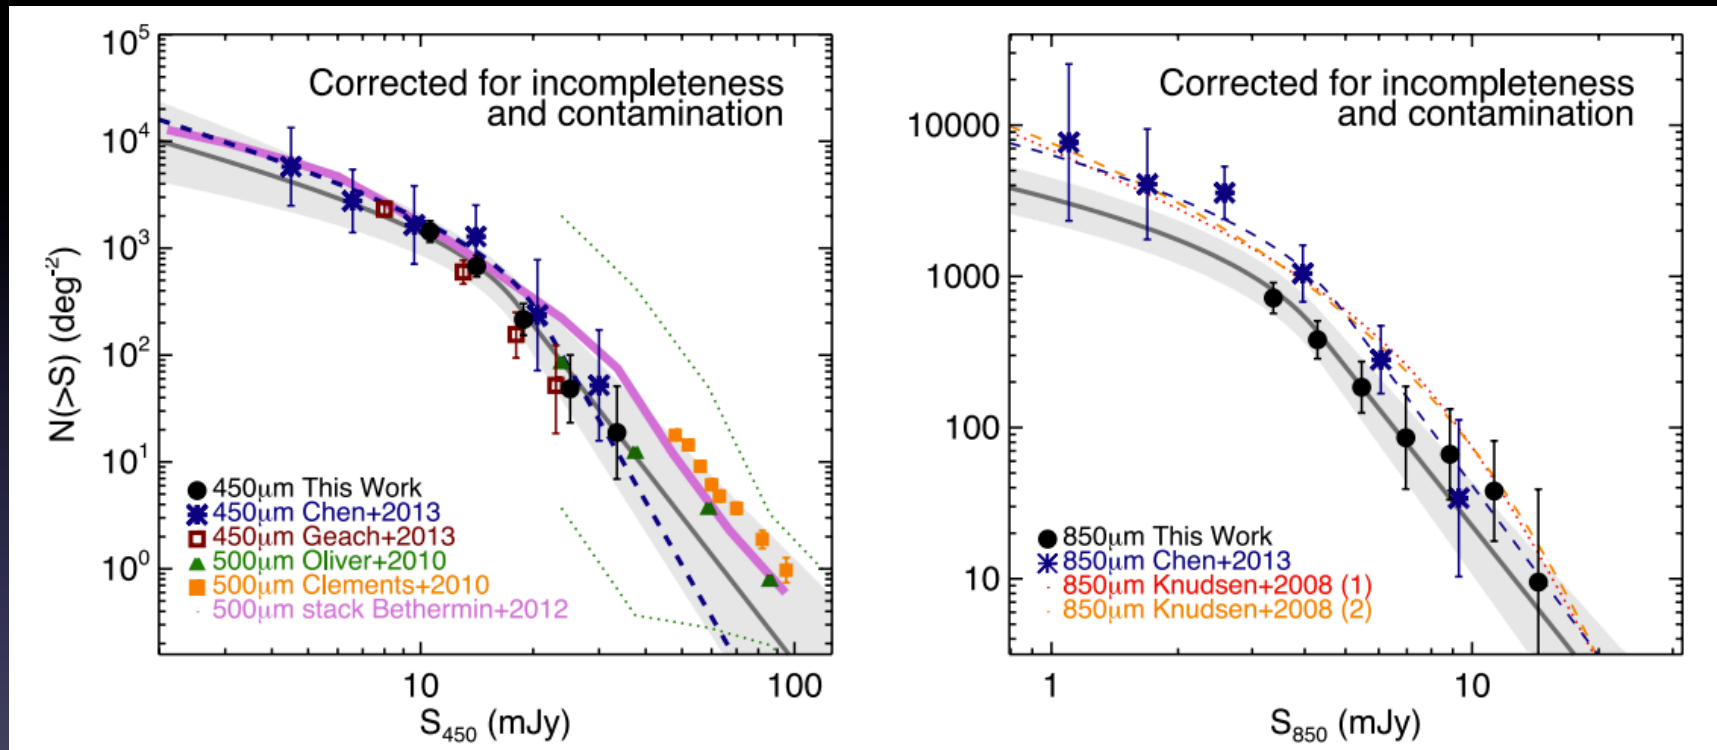 Corrected for incompleteness
and contamination
10⁵
10⁴
10³
10²
10¹
10⁰
N(>S) (deg⁻²)
450μm This Work
450μm Chen+2013
450μm Geach+2013
500μm Oliver+2010
500μm Clements+2010
500μm stack Bethermin+2012
10
100
S₄₅₀ (mJy)
Corrected for incompleteness
and contamination
10000
1000
100
10
850μm This Work
850μm Chen+2013
850μm Knudsen+2008 (1)
850μm Knudsen+2008 (2)
1
10
S₈₅₀ (mJy)